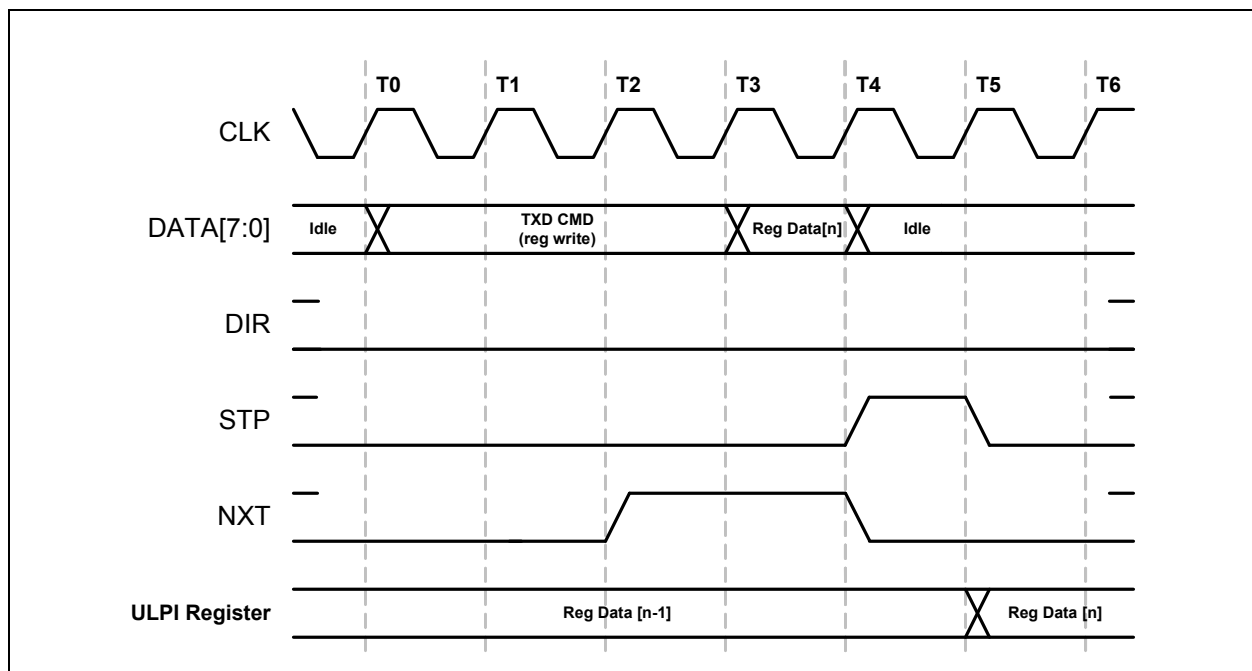 T0 T1 T2 T3 T4 T5 T6
CLK
DATA[7:0] Idle TXD CMD Reg Data[n] Idle
(reg write)
DIR
STP
NXT
ULPI Register Reg Data [n-1] Reg Data [n]